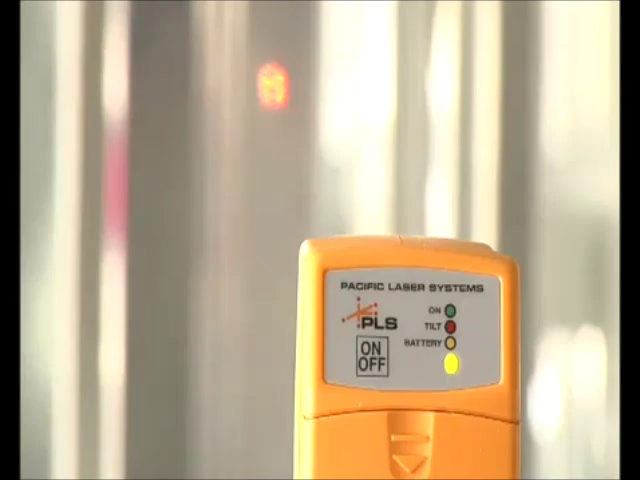 PACIFIC LASER SYSTEMS
PLS
ON
TILT
BATTERY
ON
OFF